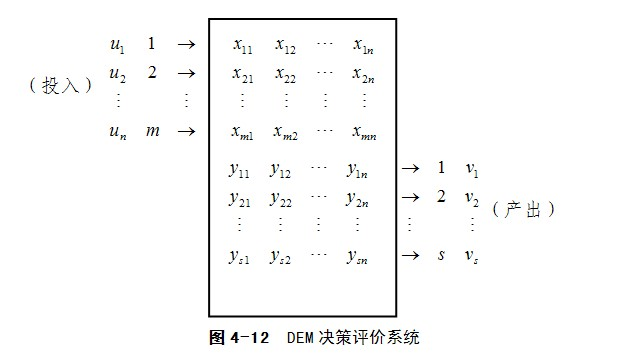 u₁ 1 → x₁₁ x₁₂ ⋯ x₁ₙ
u₂ 2 → x₂₁ x₂₂ ⋯ x₂ₙ
（投入）
⋮ ⋮ ⋮ ⋮ ⋮ ⋮
uₙ m → xₘ₁ xₘ₂ ⋯ xₘₙ
y₁₁ y₁₂ ⋯ y₁ₙ → 1 v₁
y₂₁ y₂₂ ⋯ y₂ₙ → 2 v₂
（产出）
⋮ ⋮ ⋮ ⋮ ⋮ ⋮
yₛ₁ yₛ₂ ⋯ yₛₙ → s vₛ
图 4-12 DEM 决策评价系统